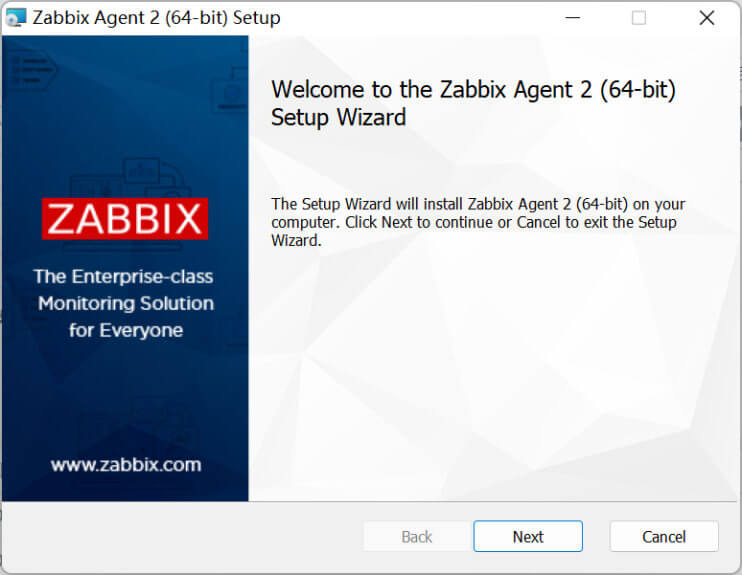 Zabbix Agent 2 (64-bit) Setup
Welcome to the Zabbix Agent 2 (64-bit)
Setup Wizard
The Setup Wizard will install Zabbix Agent 2 (64-bit) on your
computer. Click Next to continue or Cancel to exit the Setup
Wizard.
ZABBIX
The Enterprise-class
Monitoring Solution
for Everyone
www.zabbix.com
Back
Next
Cancel